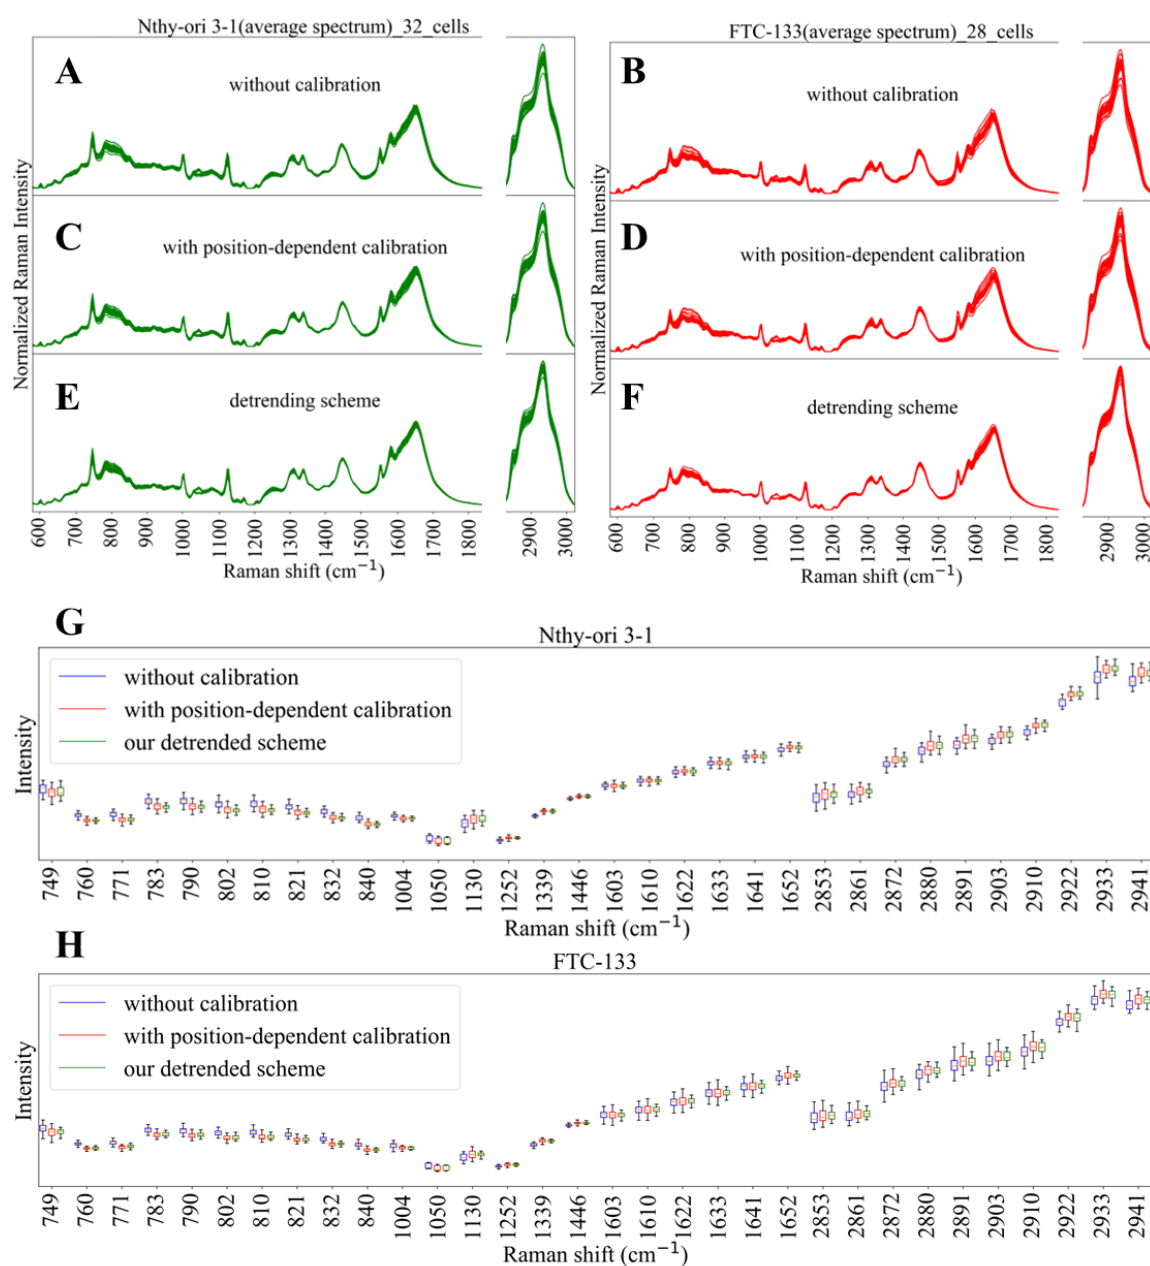 Nthy-ori 3-1(average spectrum)_32_cells
FTC-133(average spectrum)_28_cells
A
without calibration
B
without calibration
C
with position-dependent calibration
D
with position-dependent calibration
E
detrending scheme
F
detrending scheme
Normalized Raman Intensity
Normalized Raman Intensity
600 700 800 900 1000 1100 1200 1300 1400 1500 1600 1700 1800 2900 3000
Raman shift (cm⁻¹)
600 700 800 900 1000 1100 1200 1300 1400 1500 1600 1700 1800 2900 3000
Raman shift (cm⁻¹)
G
Nthy-ori 3-1
without calibration
with position-dependent calibration
our detrended scheme
Intensity
749 760 771 783 790 802 810 821 832 840 1004 1050 1130 1252 1339 1446 1603 1610 1622 1633 1641 1652 2853 2861 2872 2880 2891 2903 2910 2922 2933 2941
Raman shift (cm⁻¹)
H
FTC-133
without calibration
with position-dependent calibration
our detrended scheme
Intensity
749 760 771 783 790 802 810 821 832 840 1004 1050 1130 1252 1339 1446 1603 1610 1622 1633 1641 1652 2853 2861 2872 2880 2891 2903 2910 2922 2933 2941
Raman shift (cm⁻¹)